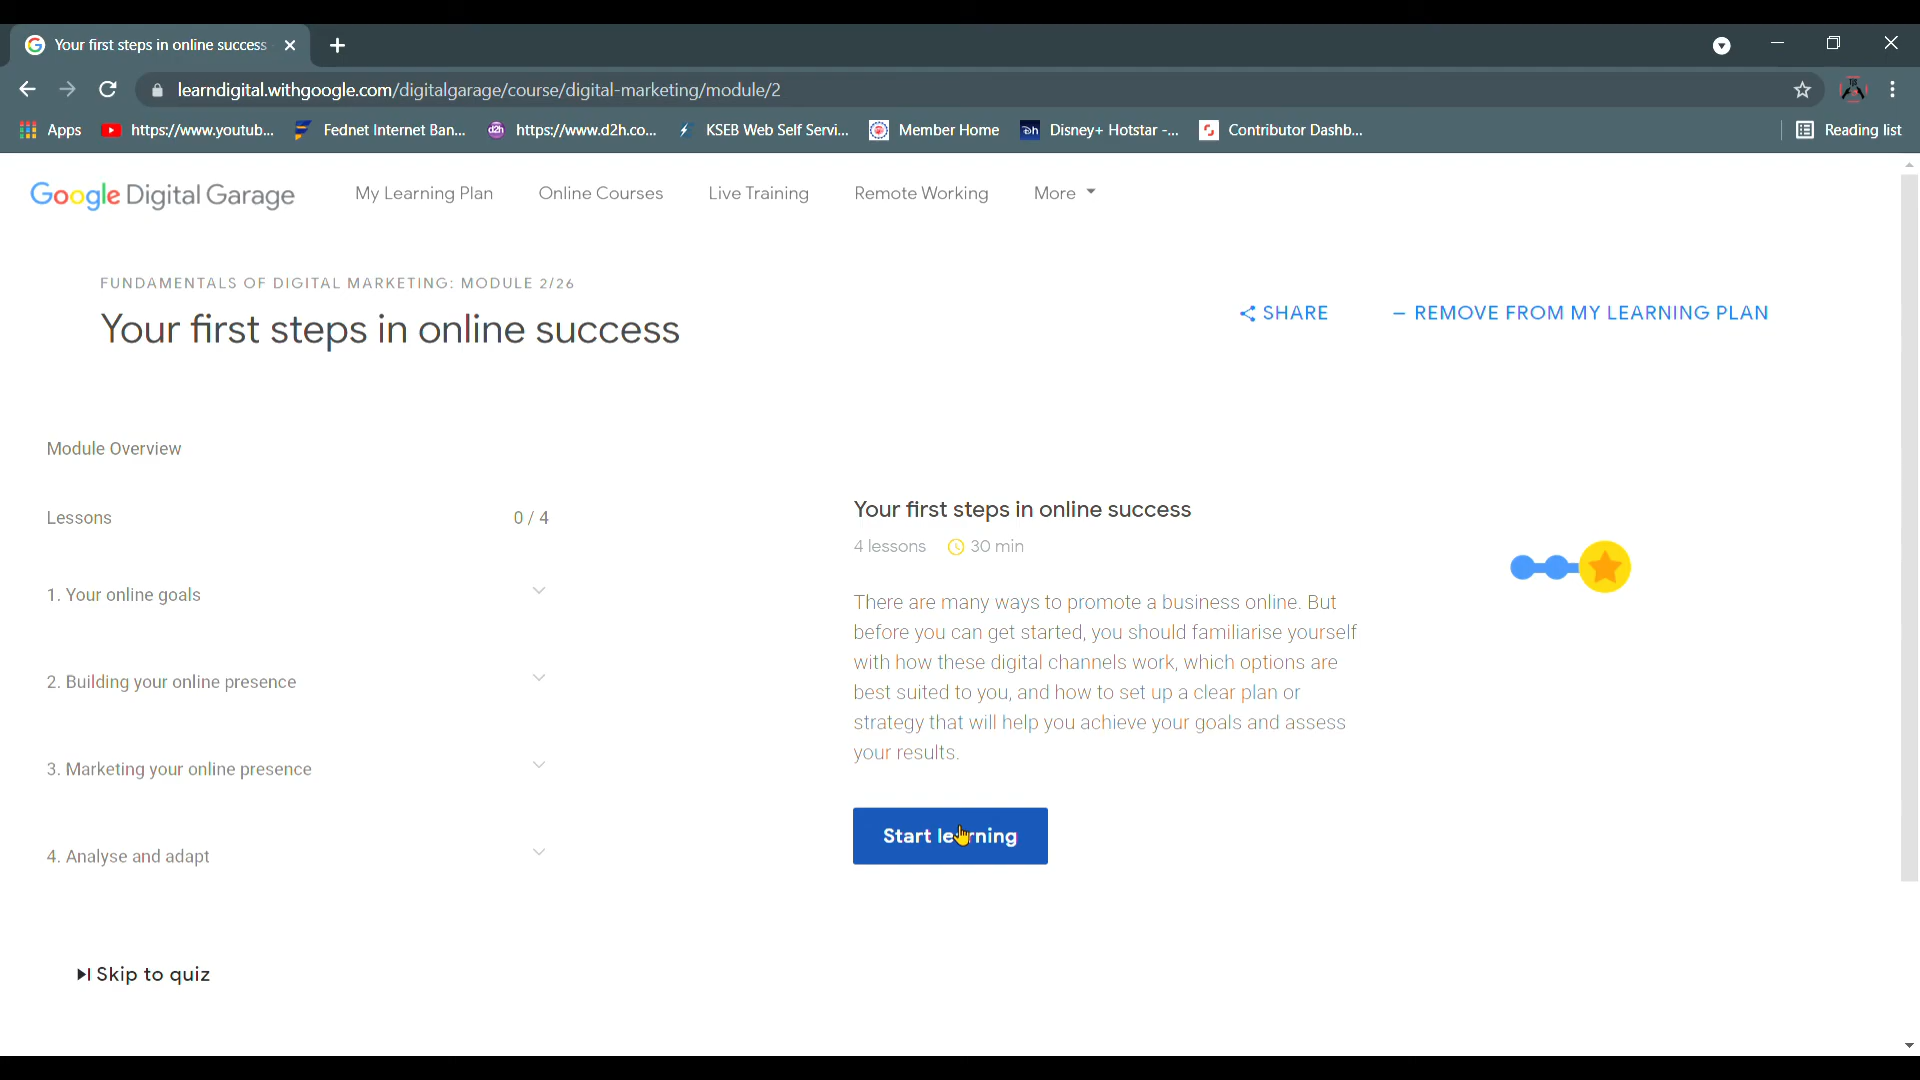 Your first steps in online success
learndigital.withgoogle.com/digitalgarage/course/digital-marketing/module/2
Apps https://www.youtub... Fednet Internet Ban... d2h https://www.d2h.co... KSEB Web Self Servi... Member Home Disney+ Hotstar -... Contributor Dashb... Reading list
Google Digital Garage My Learning Plan Online Courses Live Training Remote Working More
FUNDAMENTALS OF DIGITAL MARKETING: MODULE 2/26
Your first steps in online success
SHARE – REMOVE FROM MY LEARNING PLAN
Module Overview
Lessons 0 / 4
1. Your online goals
2. Building your online presence
3. Marketing your online presence
4. Analyse and adapt
Skip to quiz
Your first steps in online success
4 lessons 30 min
There are many ways to promote a business online. But
before you can get started, you should familiarise yourself
with how these digital channels work, which options are
best suited to you, and how to set up a clear plan or
strategy that will help you achieve your goals and assess
your results.
Start learning